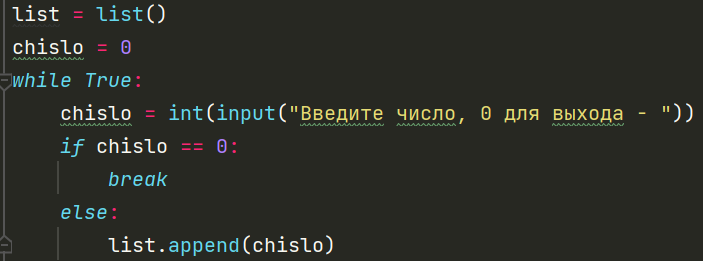 list = list()
chislo = 0
while True:
    chislo = int(input("Введите число, 0 для выхода - "))
    if chislo == 0:
        break
    else:
        list.append(chislo)